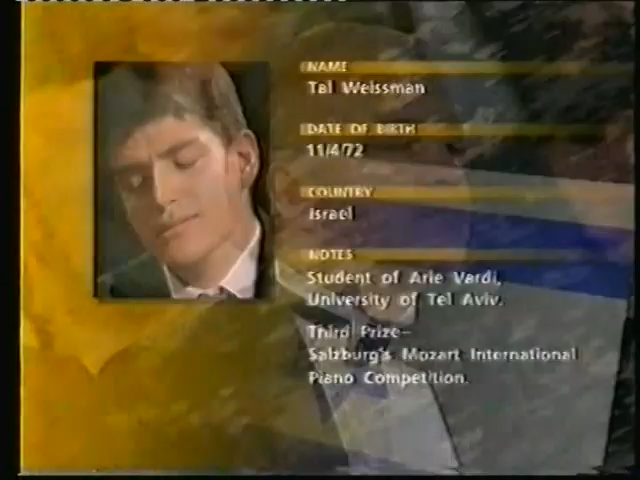 NAME
Tal Weissman
DATE OF BIRTH
11/4/72
COUNTRY
Israel
NOTES
Student of Arie Vardi,
University of Tel Aviv.
Third Prize–
Salzburg's Mozart International
Piano Competition.